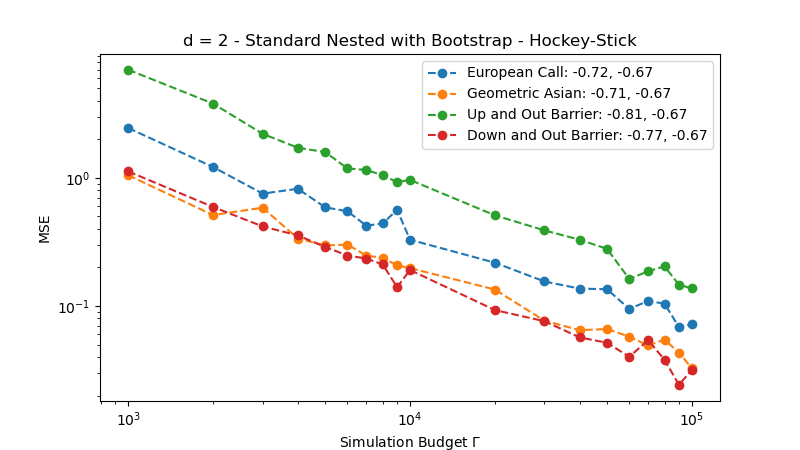 d = 2 - Standard Nested with Bootstrap - Hockey-Stick
European Call: -0.72, -0.67
Geometric Asian: -0.71, -0.67
Up and Out Barrier: -0.81, -0.67
Down and Out Barrier: -0.77, -0.67
MSE
10⁰
10⁻¹
10³
10⁴
10⁵
Simulation Budget Γ